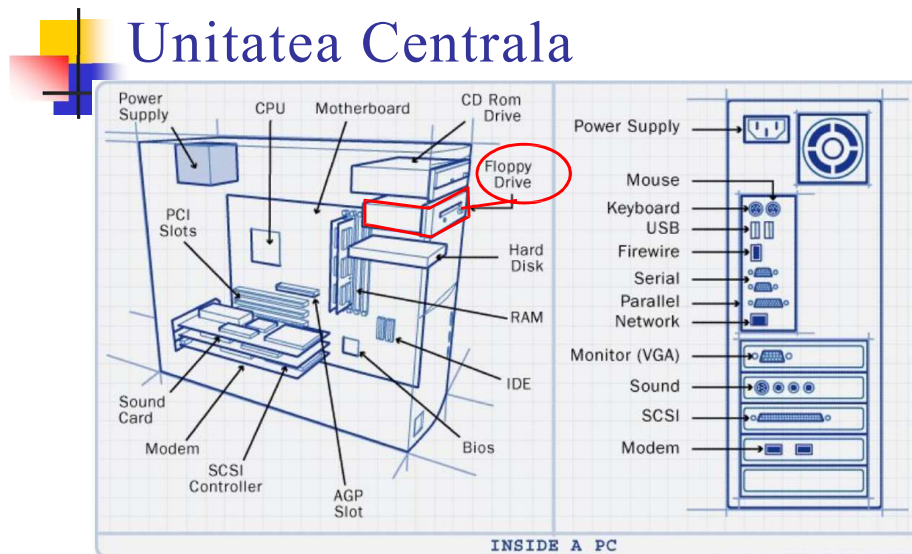 Unitatea Centrala
Power
Supply
CPU
Motherboard
CD Rom
Drive
Floppy
Drive
PCI
Slots
Hard
Disk
RAM
IDE
Sound
Card
Modem
SCSI
Controller
AGP
Slot
Bios
Power Supply
Mouse
Keyboard
USB
Firewire
Serial
Parallel
Network
Monitor (VGA)
Sound
SCSI
Modem
INSIDE A PC